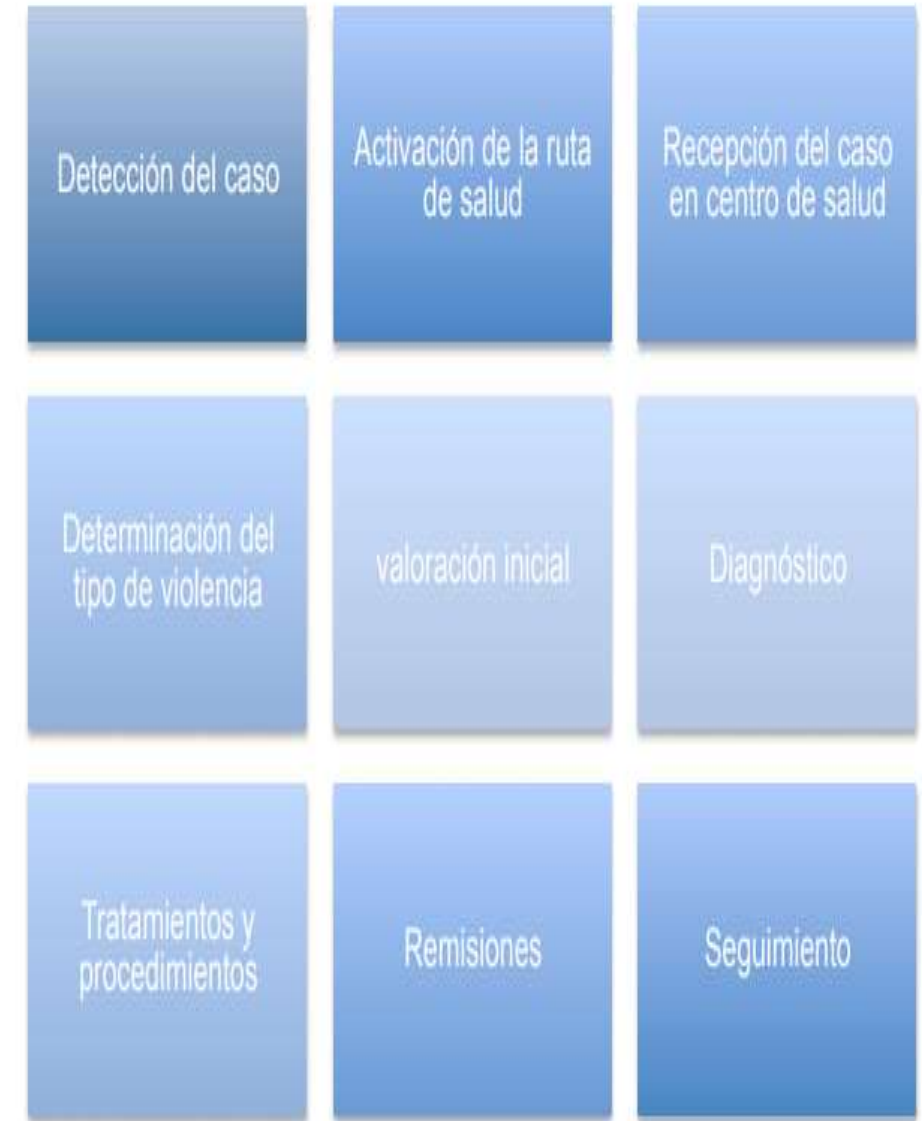 Detección del caso
Activación de la ruta
de salud
Recepción del caso
en centro de salud
Determinación del
tipo de violencia
valoración inicial
Diagnóstico
Tratamientos y
procedimientos
Remisiones
Seguimiento